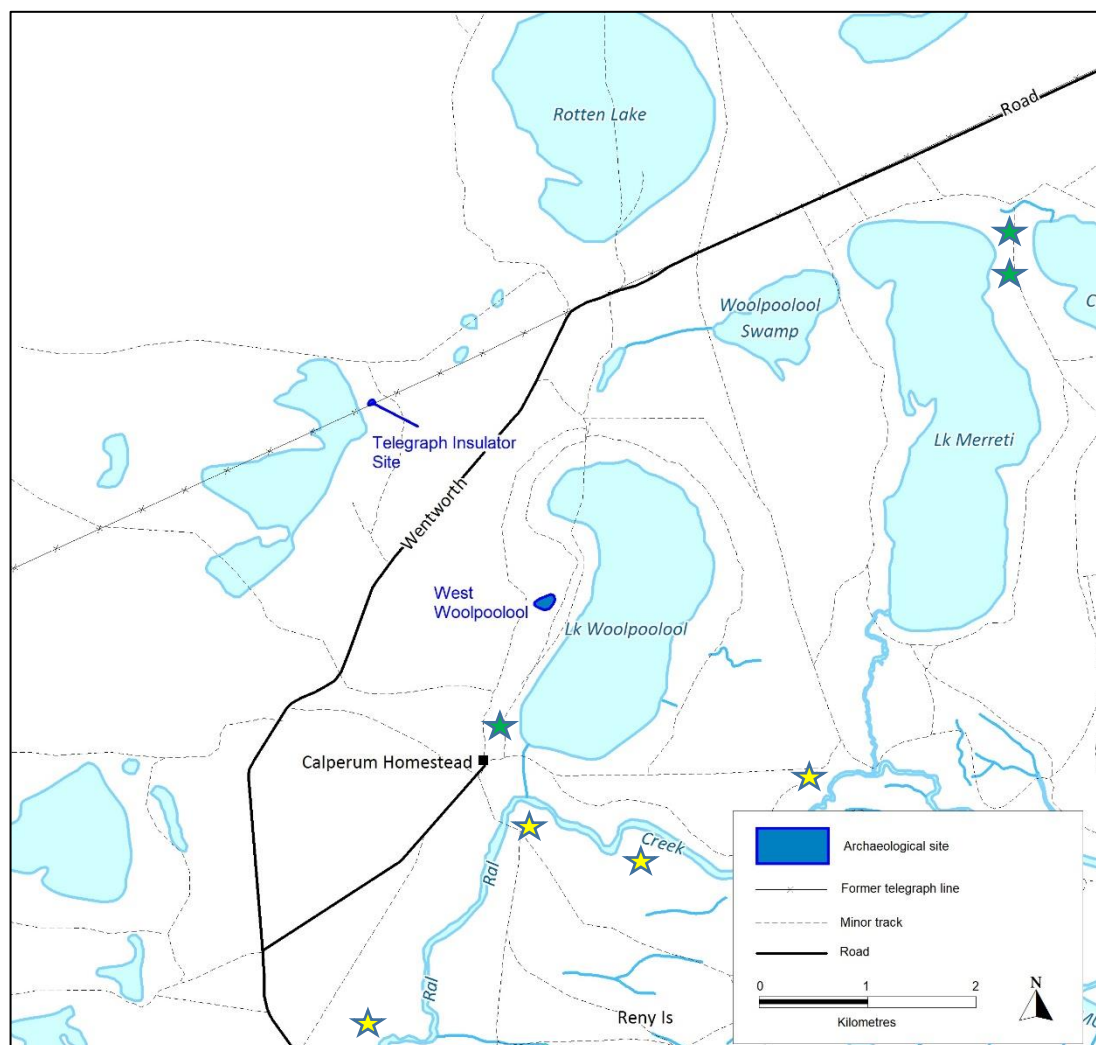 Rotten Lake
Road
Woolpoolool
Swamp
Lk Merreti
Telegraph Insulator
Site
Wentworth
West
Woolpoolool
Lk Woolpoolool
Calperum Homestead
Ral
Creek
Ral
Reny Is
Archaeological site
Former telegraph line
Minor track
Road
0 1 2
Kilometres
N
C